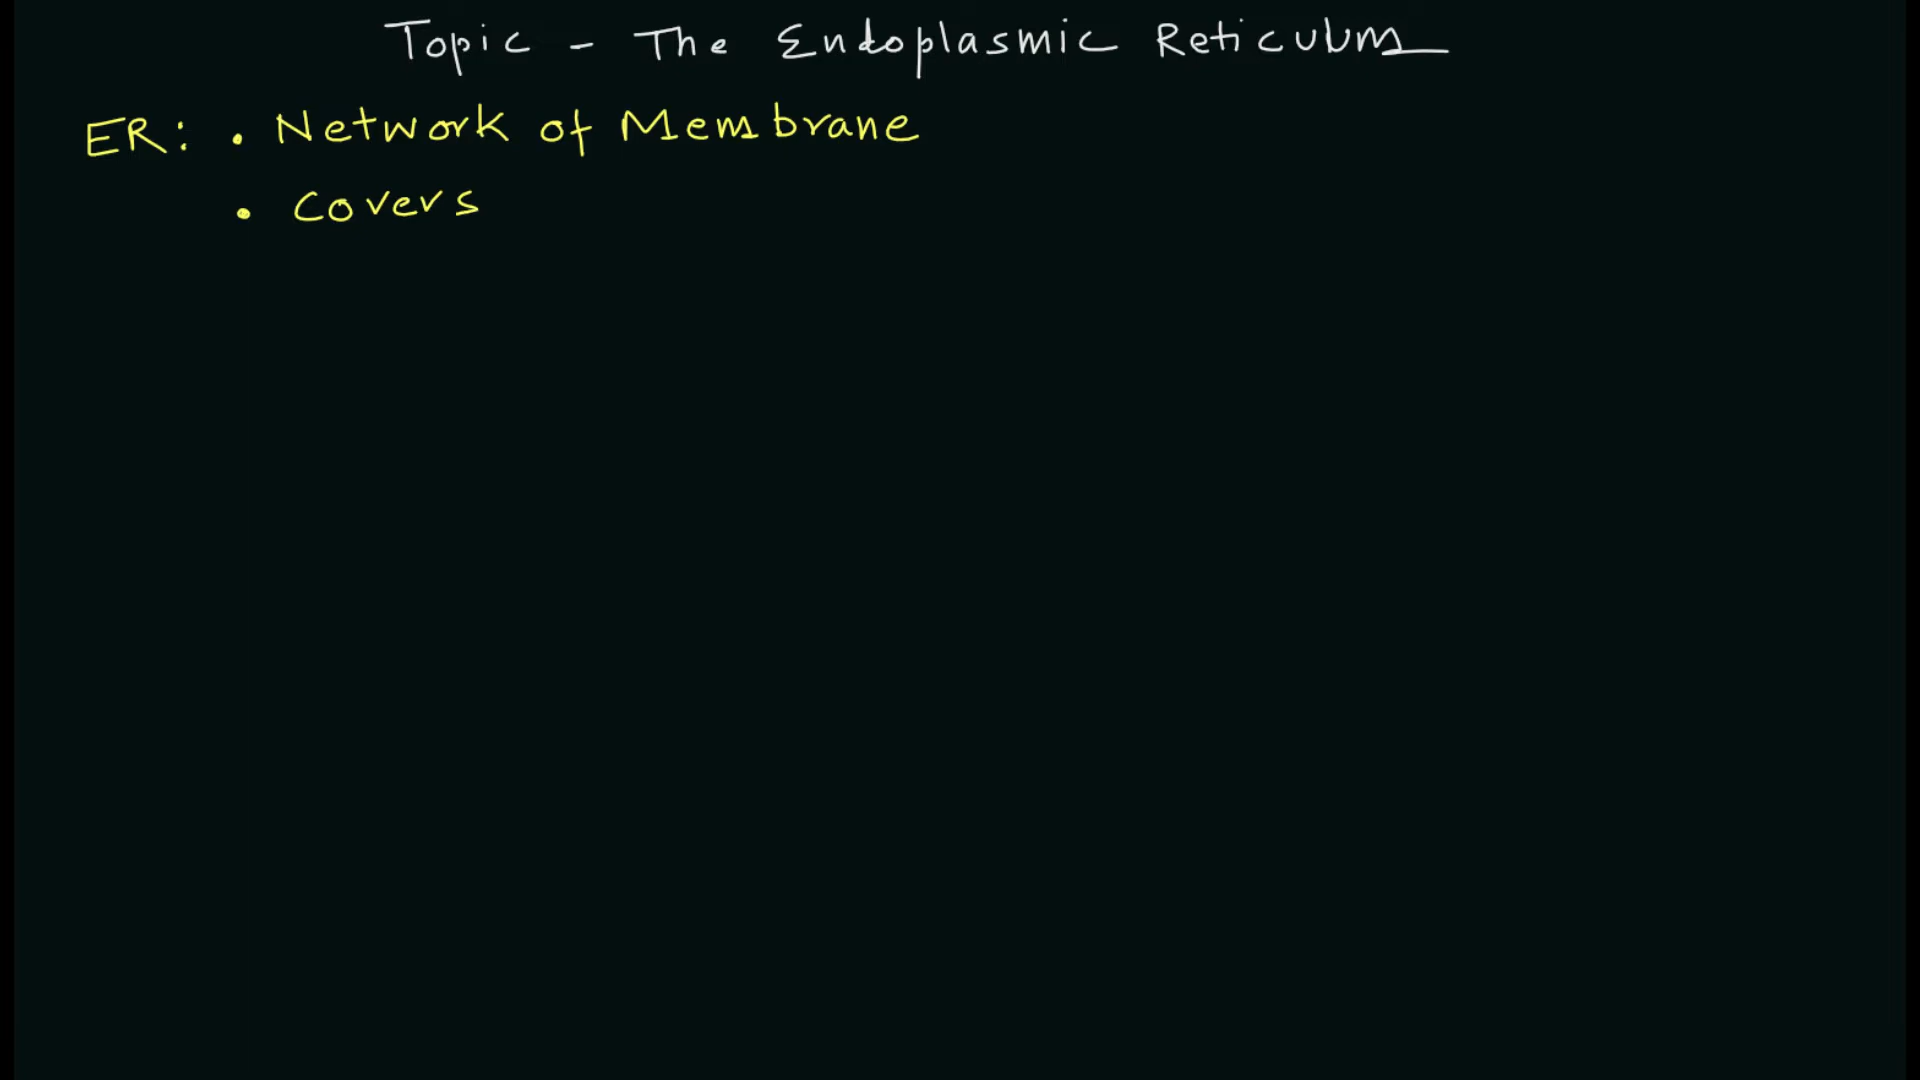 Topic - The Endoplasmic Reticulum
ER: • Network of Membrane
• Covers